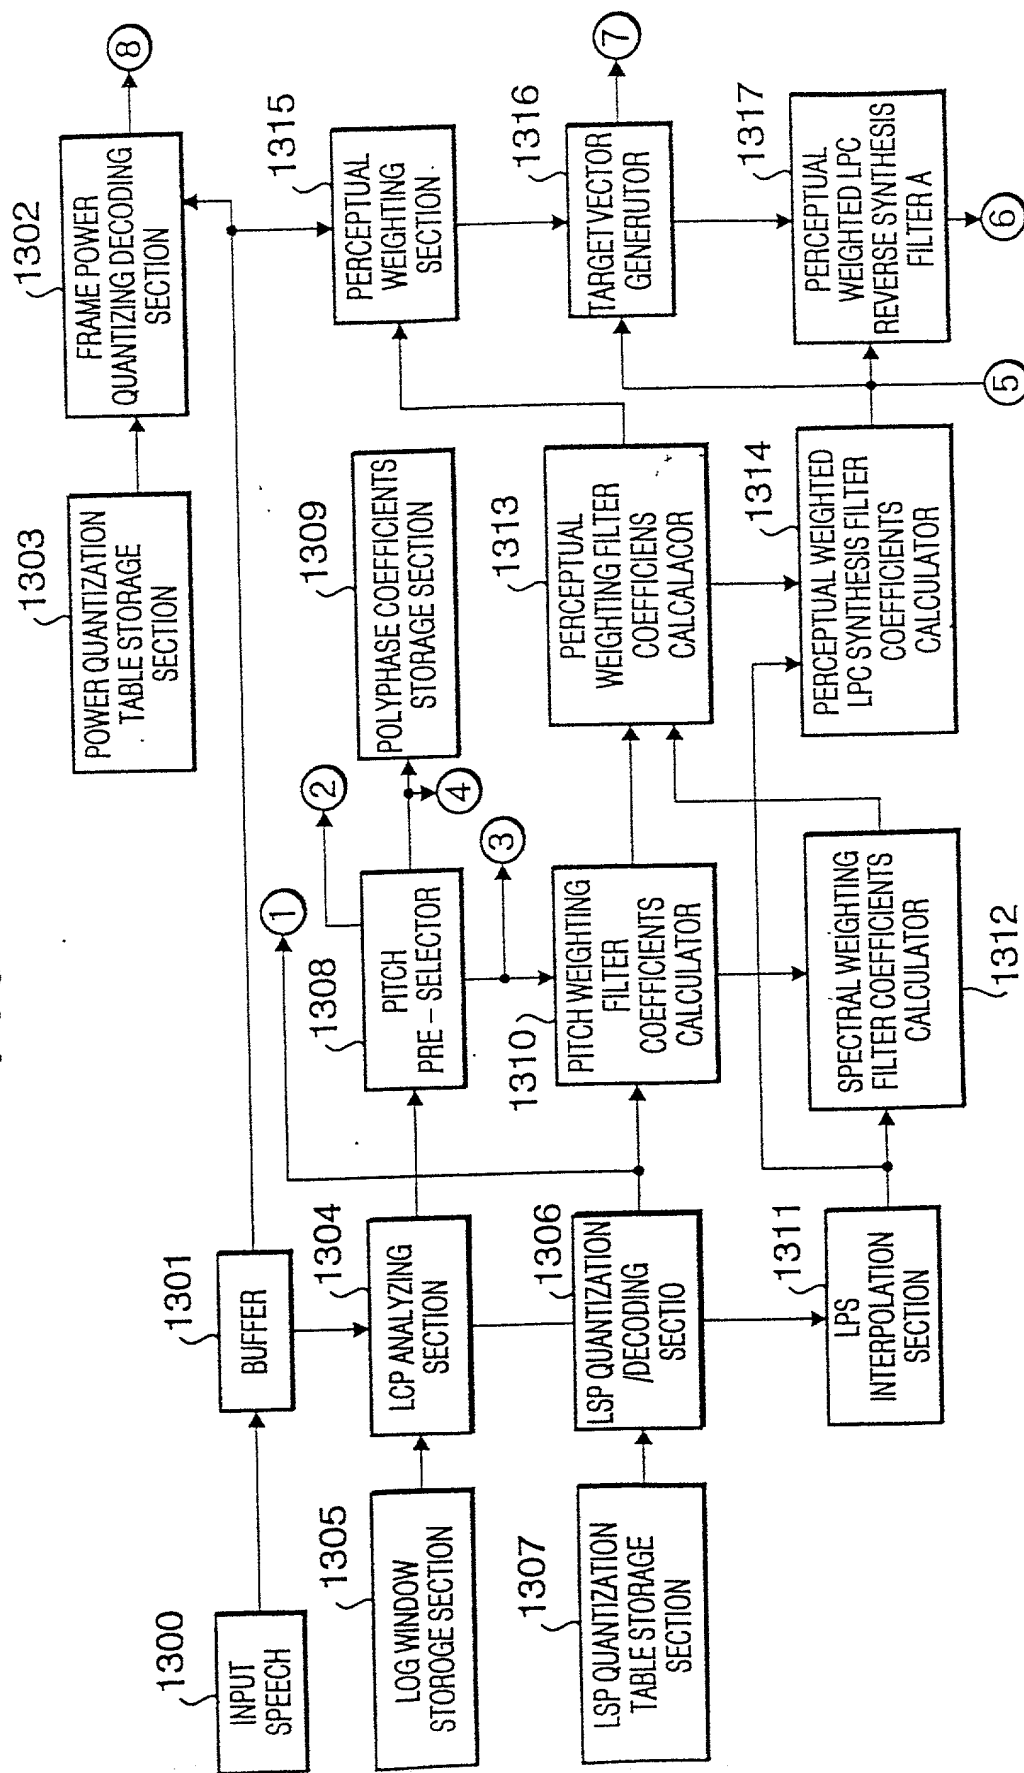 1300
INPUT
SPEECH
1301
BUFFER
1302
FRAME POWER
QUANTIZING DECODING
SECTION
8
1303
POWER QUANTIZATION
TABLE STORAGE
SECTION
1305
LOG WINDOW
STOROGE SECTION
1304
LCP ANALYZING
SECTION
1
1308
PITCH
PRE-SELECTOR
2
4
3
1309
POLYPHASE COEFFICIENTS
STORAGE SECTION
1315
PERCEPTUAL
WEIGHTING
SECTION
1307
LSP QUANTIZATION
TABLE STORAGE
SECTION
1306
LSP QUANTIZATION
/DECODING
SECTIO
1310
PITCH WEIGHTING
FILTER
COEFFICIENTS
CALCULATOR
1313
PERCEPTUAL
WEIGHTING FILTER
COEFFICIENS
CALCALACOR
1316
TARGET VECTOR
GENERUTOR
7
1311
LPS
INTERPOLATION
SECTION
SPECTRAL WEIGHTING
FILTER COEFFICIENTS
CALCULATOR
1312
1314
PERCEPTUAL WEIGHTED
LPC SYNTHESIS FILTER
COEFFICIENTS
CALCULATOR
5
1317
PERCEPTUAL
WEIGHTED LPC
REVERSE SYNTHESIS
FILTER A
6